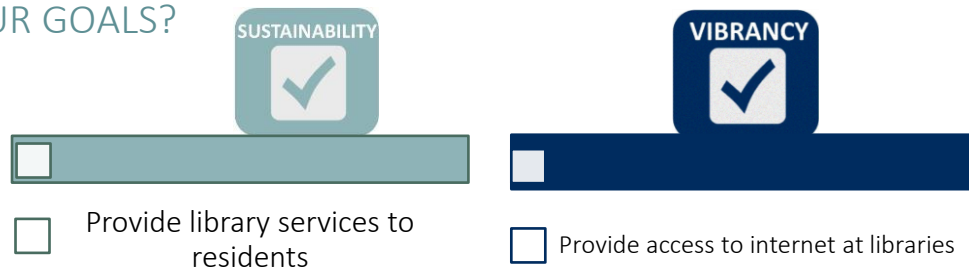 UR GOALS?
SUSTAINABILITY
VIBRANCY
Provide library services to
residents
Provide access to internet at libraries